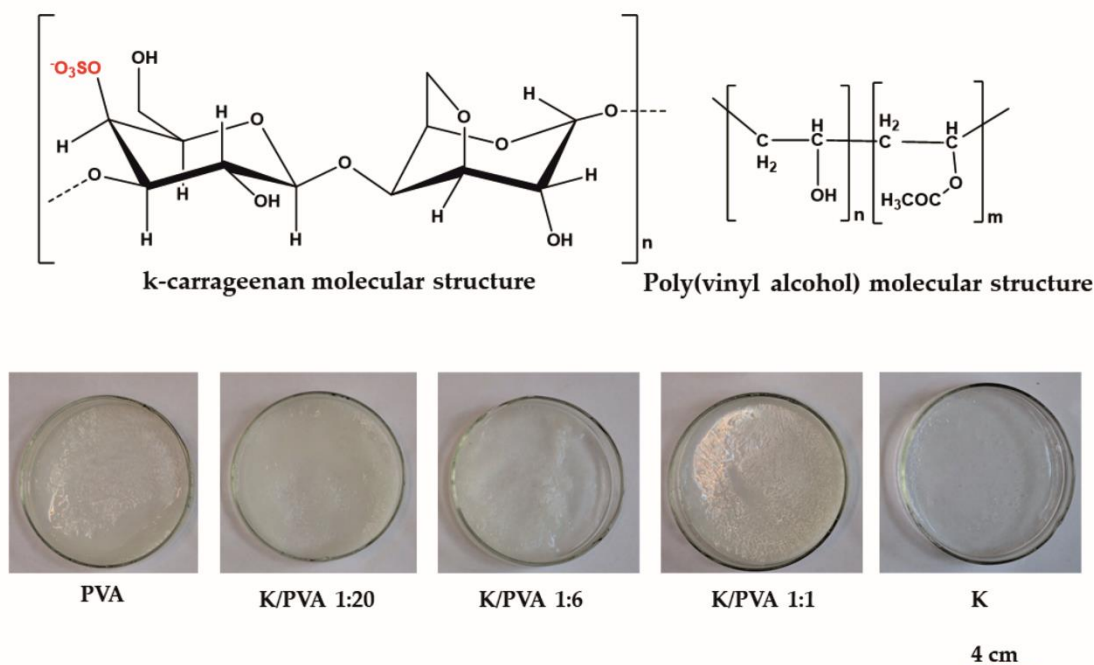 ⁻O₃SO
OH
H
O
H
O
H
H
OH
H
O
O
O
H
H
H
OH
O
n
k-carrageenan molecular structure
C
H₂
H
C
OH
n
H₂
C
H
C
O
H₃COC
m
Poly(vinyl alcohol) molecular structure
PVA
K/PVA 1:20
K/PVA 1:6
K/PVA 1:1
K
4 cm